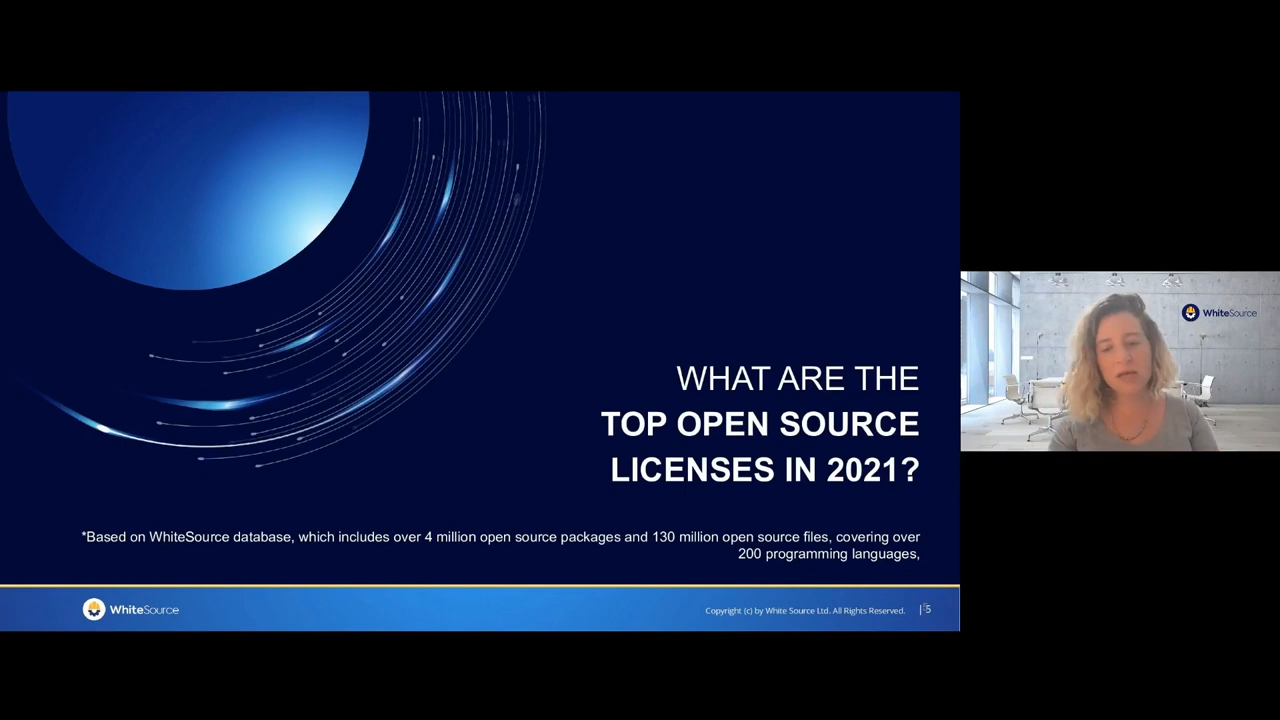 WHAT ARE THE
TOP OPEN SOURCE
LICENSES IN 2021?
*Based on WhiteSource database, which includes over 4 million open source packages and 130 million open source files, covering over
200 programming languages,
WhiteSource
Copyright (c) by White Source Ltd. All Rights Reserved. | 5
WhiteSource